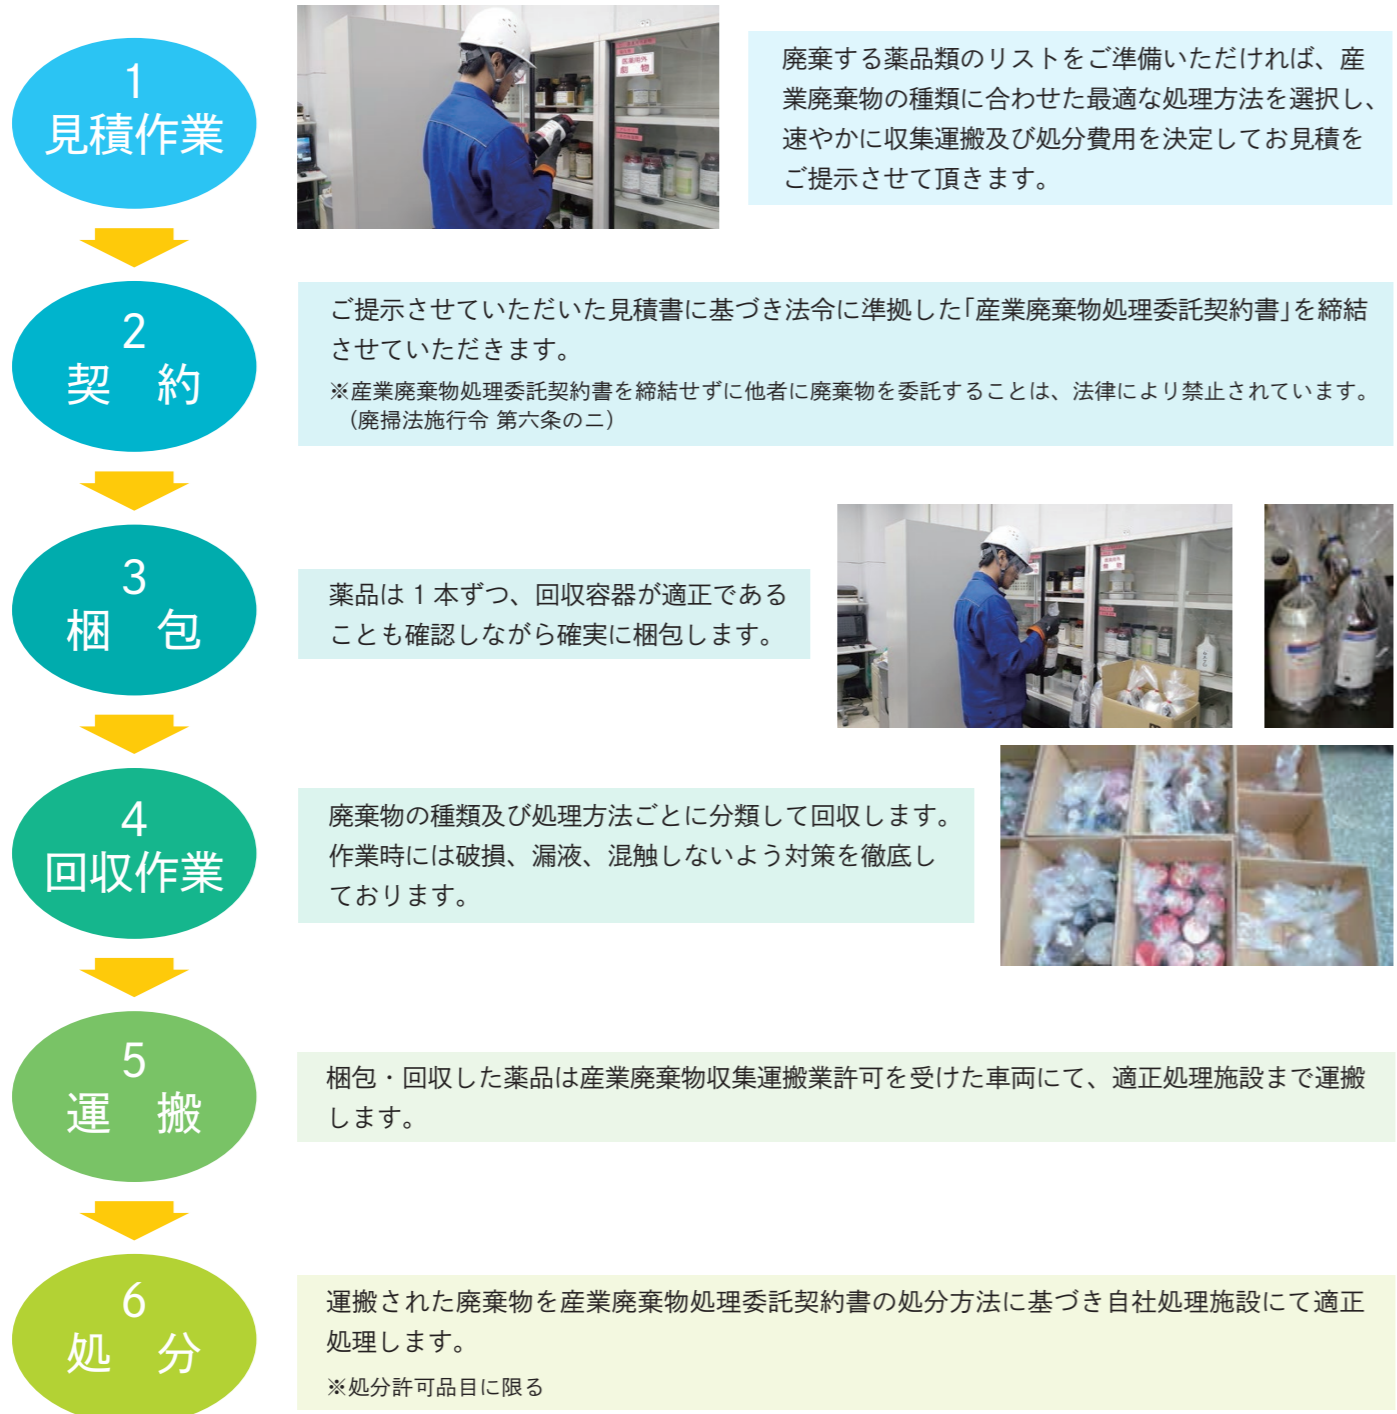 1
見積作業
廃棄する薬品類のリストをご準備いただければ、産
業廃棄物の種類に合わせた最適な処理方法を選択し、
速やかに収集運搬及び処分費用を決定してお見積を
ご提示させて頂きます。
2
契　約
ご提示させていただいた見積書に基づき法令に準拠した「産業廃棄物処理委託契約書」を締結
させていただきます。
※産業廃棄物処理委託契約書を締結せずに他者に廃棄物を委託することは、法律により禁止されています。
(廃掃法施行令 第六条の二)
3
梱　包
薬品は 1 本ずつ、回収容器が適正である
ことも確認しながら確実に梱包します。
4
回収作業
廃棄物の種類及び処理方法ごとに分類して回収します。
作業時には破損、漏液、混触しないよう対策を徹底し
ております。
5
運　搬
梱包・回収した薬品は産業廃棄物収集運搬業許可を受けた車両にて、適正処理施設まで運搬
します。
6
処　分
運搬された廃棄物を産業廃棄物処理委託契約書の処分方法に基づき自社処理施設にて適正
処理します。
※処分許可品目に限る